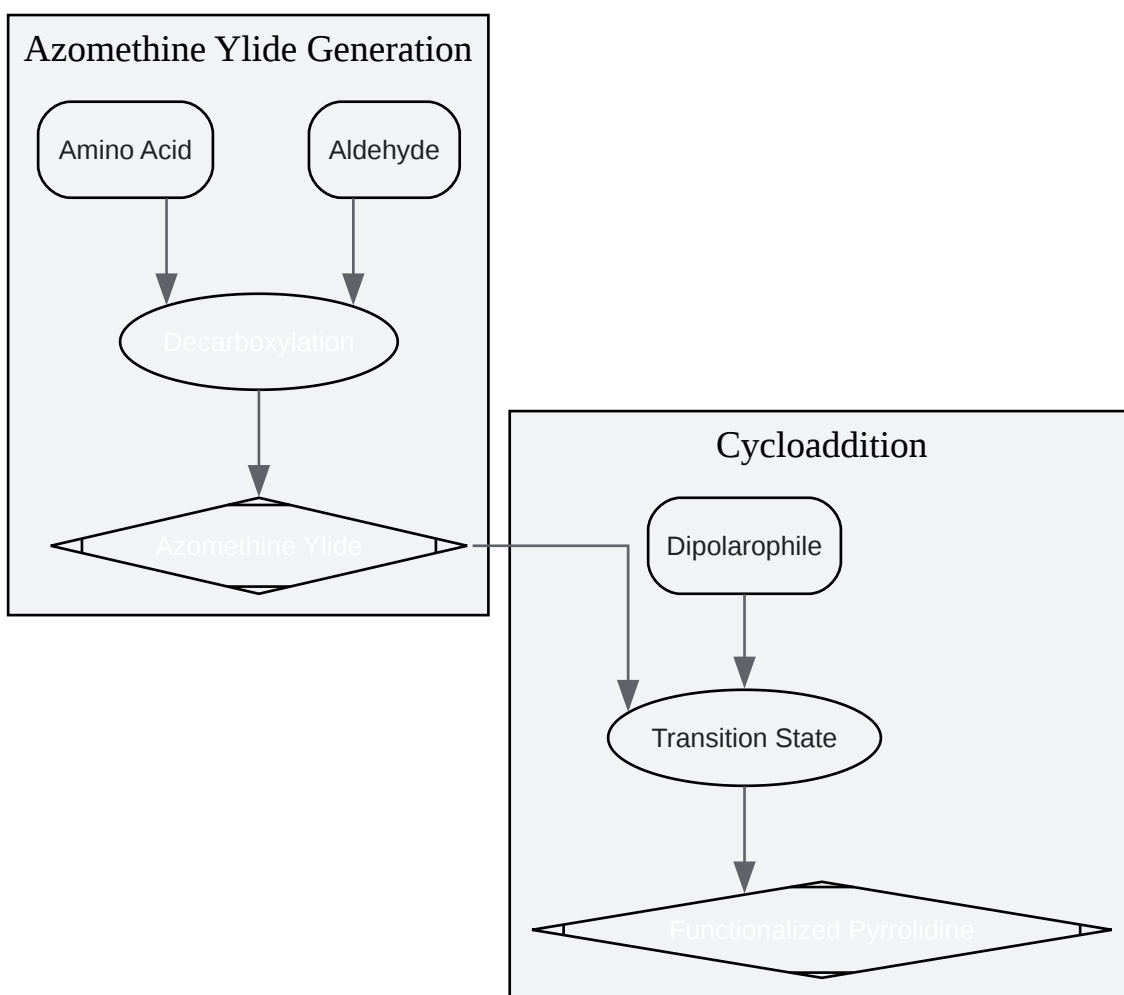 Azomethine Ylide Generation
Amino Acid
Aldehyde
Decarboxylation
Azomethine Ylide
Cycloaddition
Dipolarophile
Transition State
Functionalized Pyrrolidine